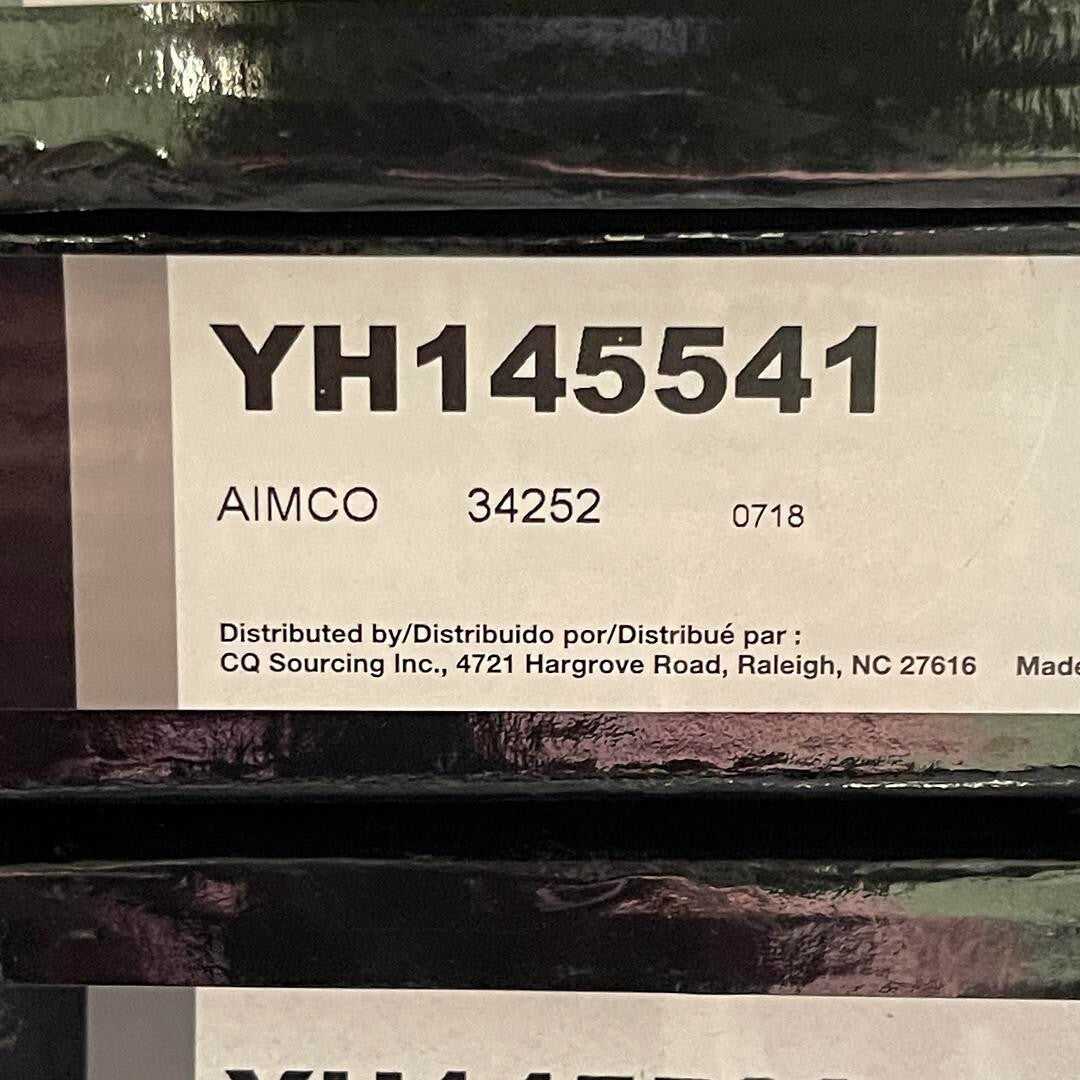 YH145541
AIMCO 34252 0718
Distributed by/Distribuido por/Distribué par :
CQ Sourcing Inc., 4721 Hargrove Road, Raleigh, NC 27616 Made